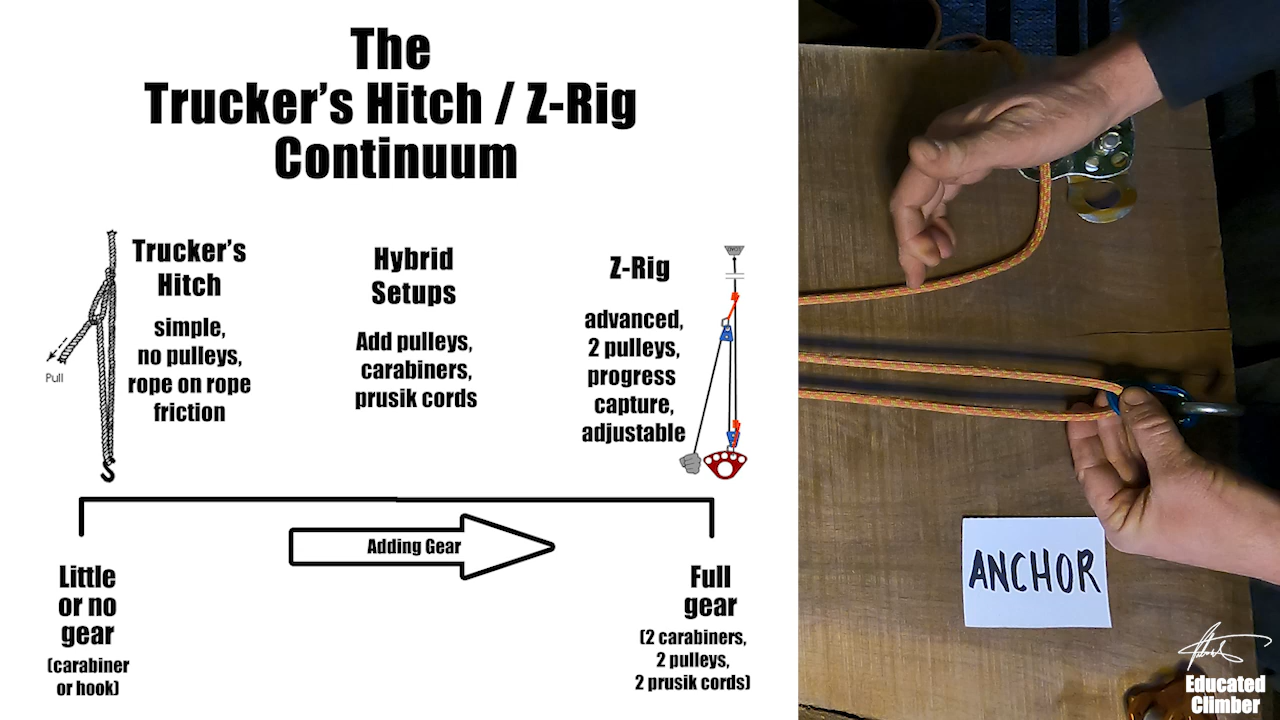 The
Trucker's Hitch / Z-Rig
Continuum
Trucker's
Hitch
simple,
no pulleys,
rope on rope
friction
Pull
Hybrid
Setups
Add pulleys,
carabiners,
prusik cords
Z-Rig
advanced,
2 pulleys,
progress
capture,
adjustable
Adding Gear
Little
or no
gear
(carabiner
or hook)
Full
gear
(2 carabiners,
2 pulleys,
2 prusik cords)
ANCHOR
Educated
Climber